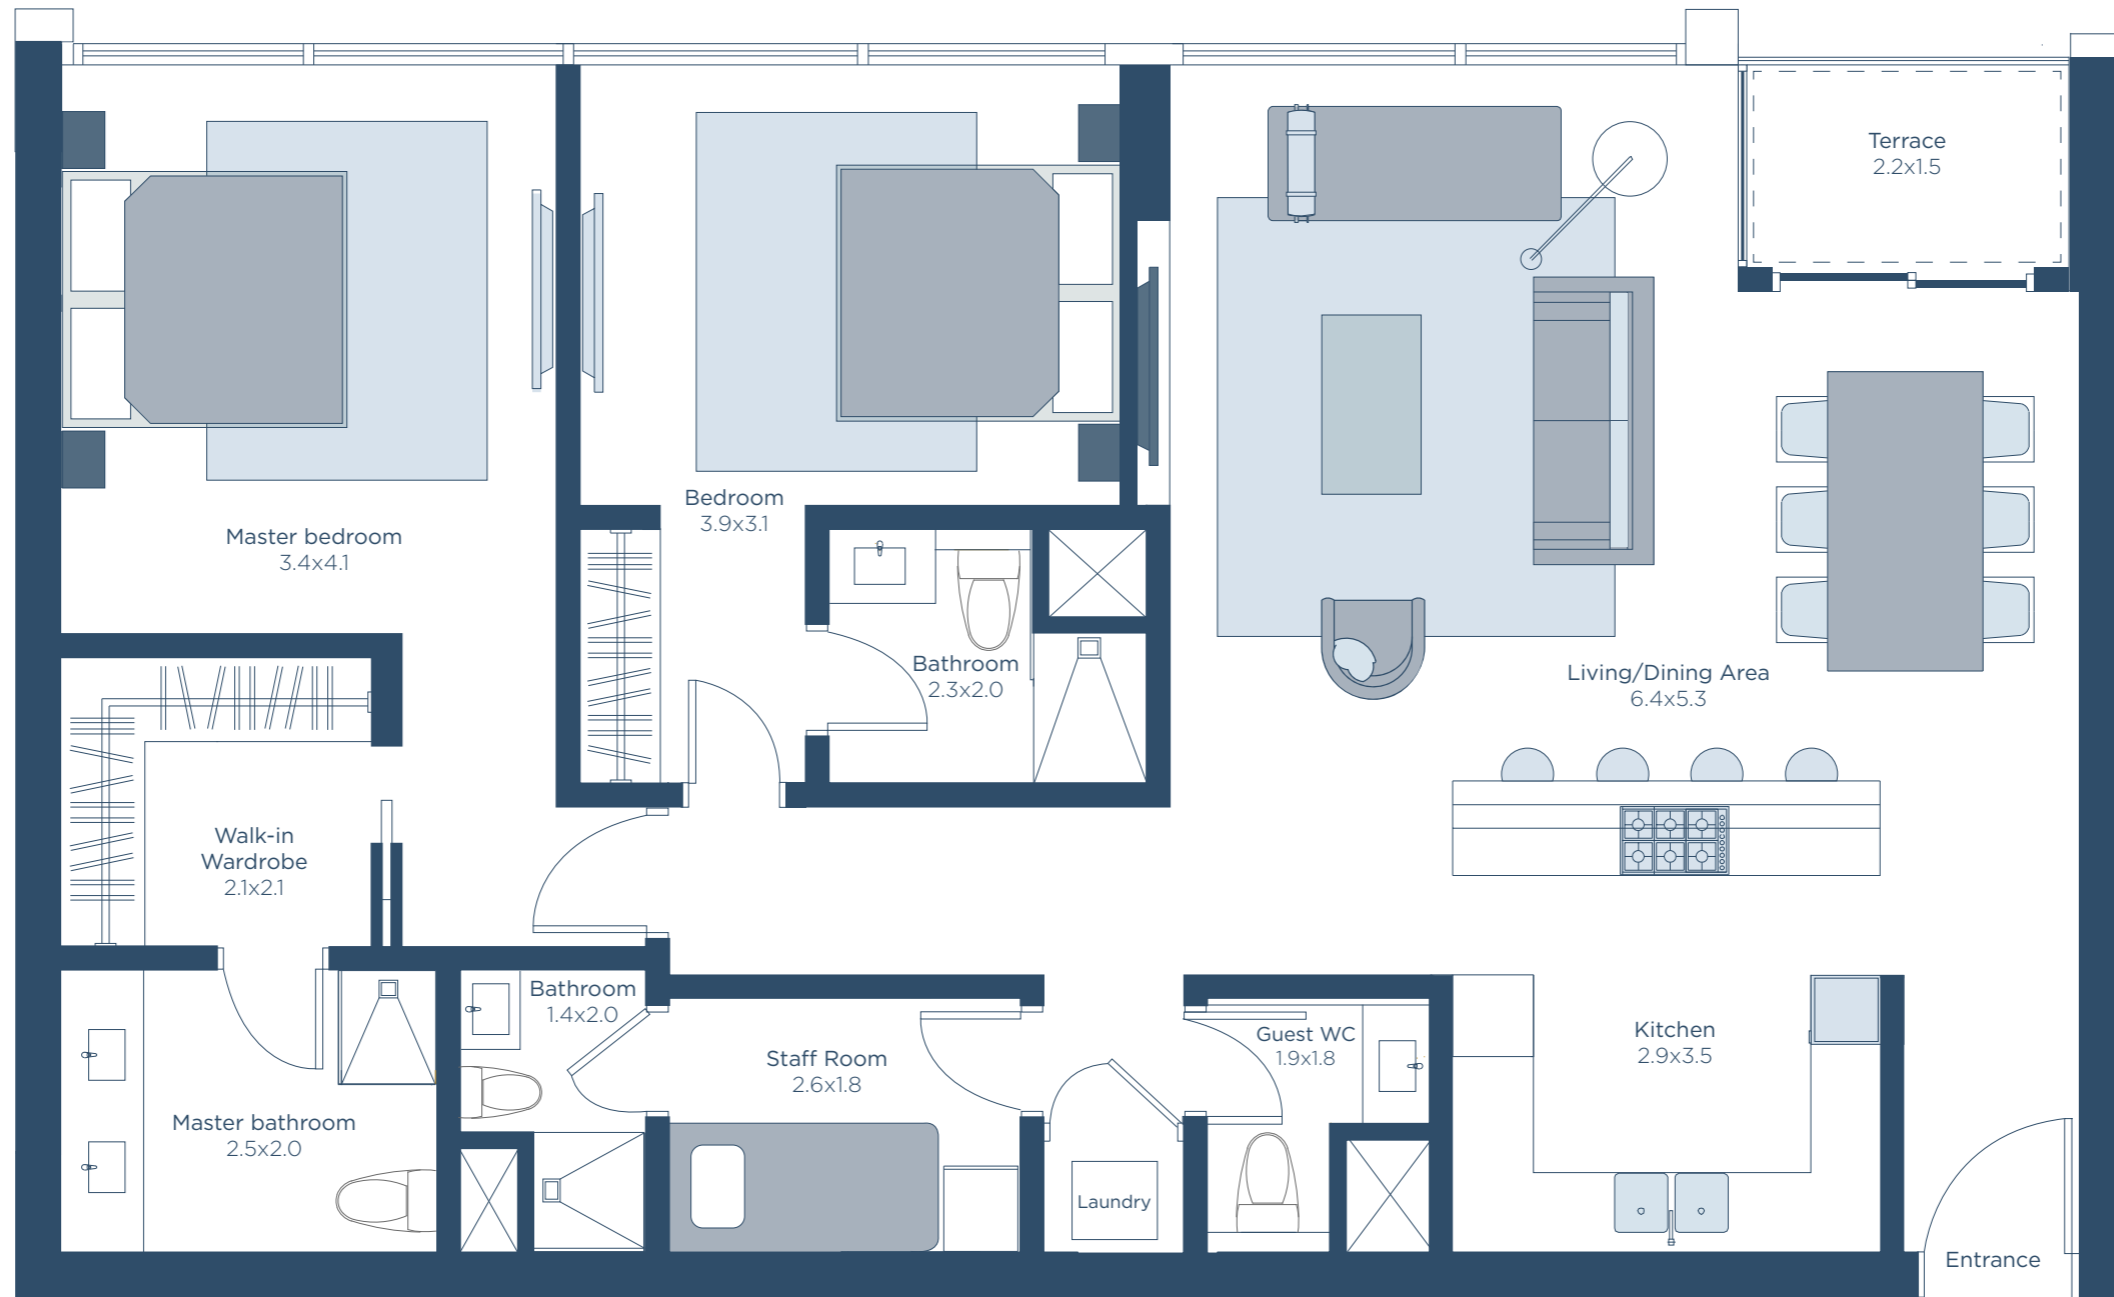 Terrace
2.2x1.5
Bedroom
3.9x3.1
Master bedroom
3.4x4.1
Bathroom
2.3x2.0
Living/Dining Area
6.4x5.3
Walk-in
Wardrobe
2.1x2.1
Bathroom
1.4x2.0
Staff Room
2.6x1.8
Guest WC
1.9x1.8
Kitchen
2.9x3.5
Master bathroom
2.5x2.0
Laundry
Entrance